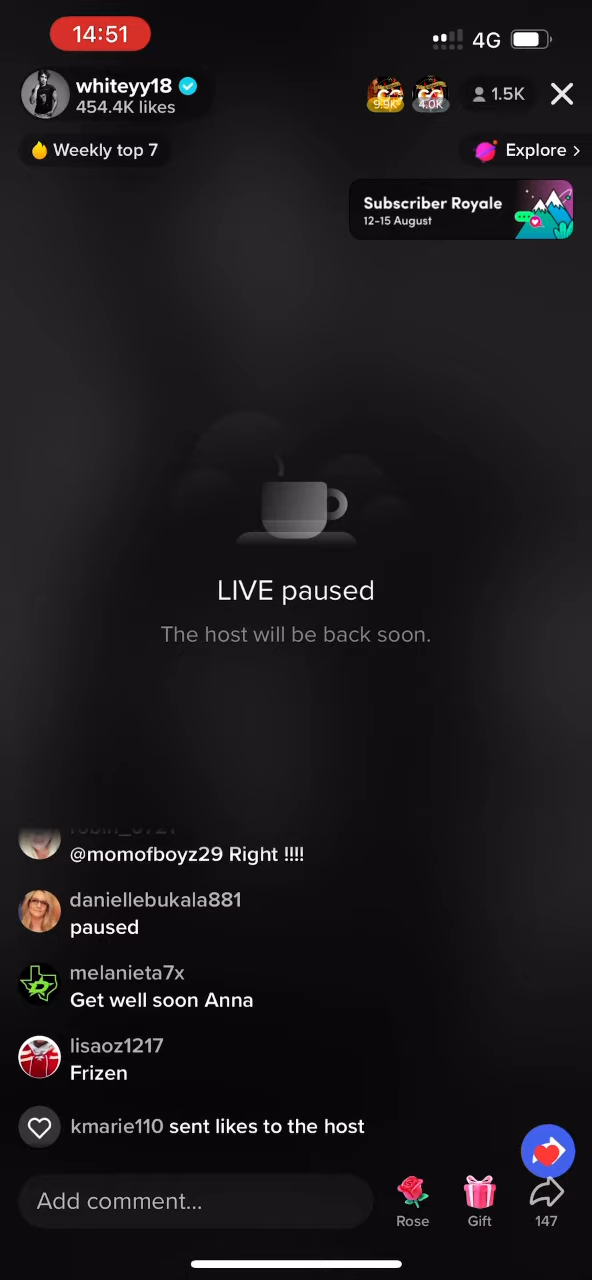 14:51
4G
whiteyy18
454.4K likes
9.9K
4.0K
1.5K
Weekly top 7
Explore >
Subscriber Royale
12-15 August
LIVE paused
The host will be back soon.
@momofboyz29 Right !!!!
daniellebukala881
paused
melanieta7x
Get well soon Anna
lisaoz1217
Frizen
kmarie110 sent likes to the host
Add comment...
Rose
Gift
147